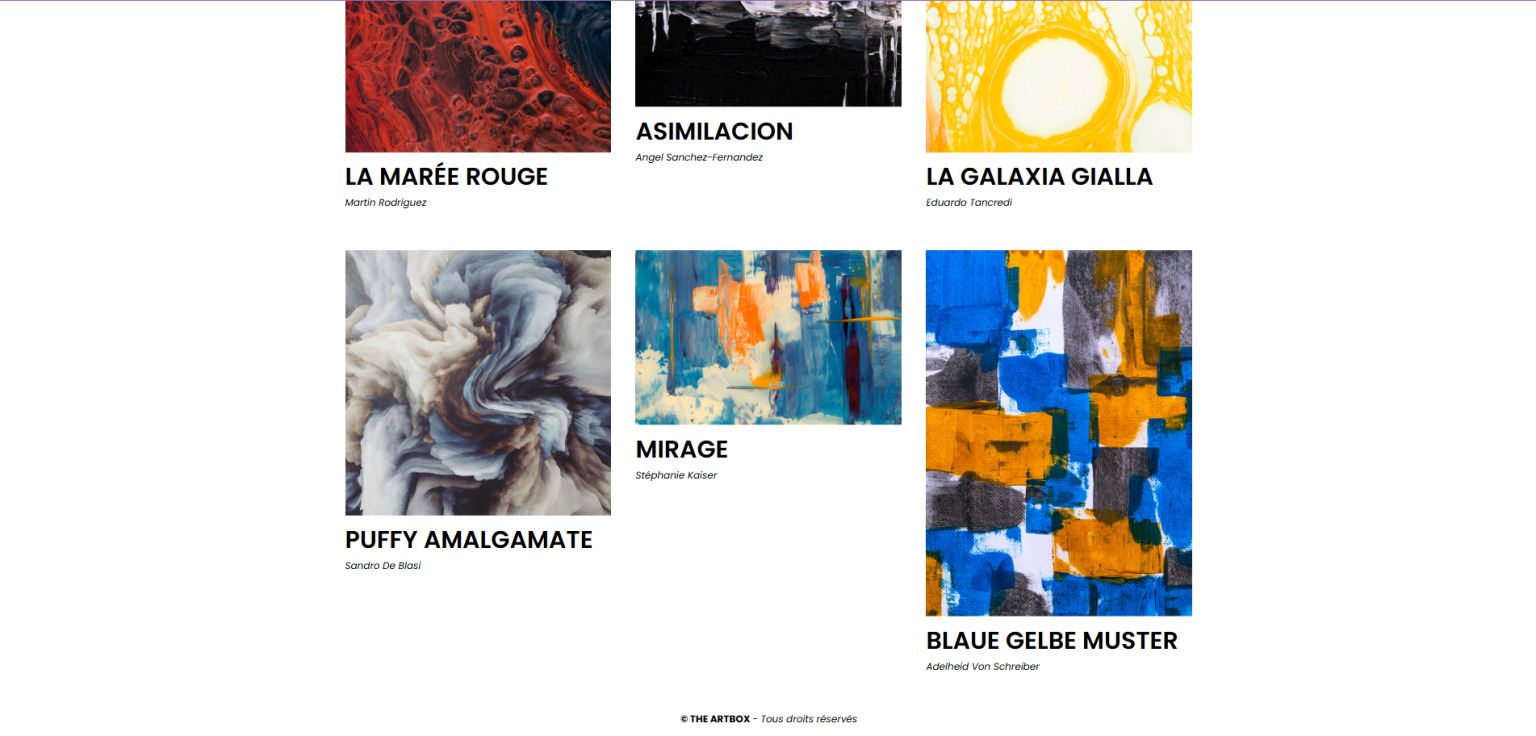 LA MARÉE ROUGE
Martin Rodriguez
ASIMILACION
Angel Sanchez-Fernandez
LA GALAXIA GIALLA
Eduardo Tancredi
PUFFY AMALGAMATE
Sandro De Blasi
MIRAGE
Stéphanie Kaiser
BLAUE GELBE MUSTER
Adelheid Von Schreiber
© THE ARTBOX - Tous droits réservés